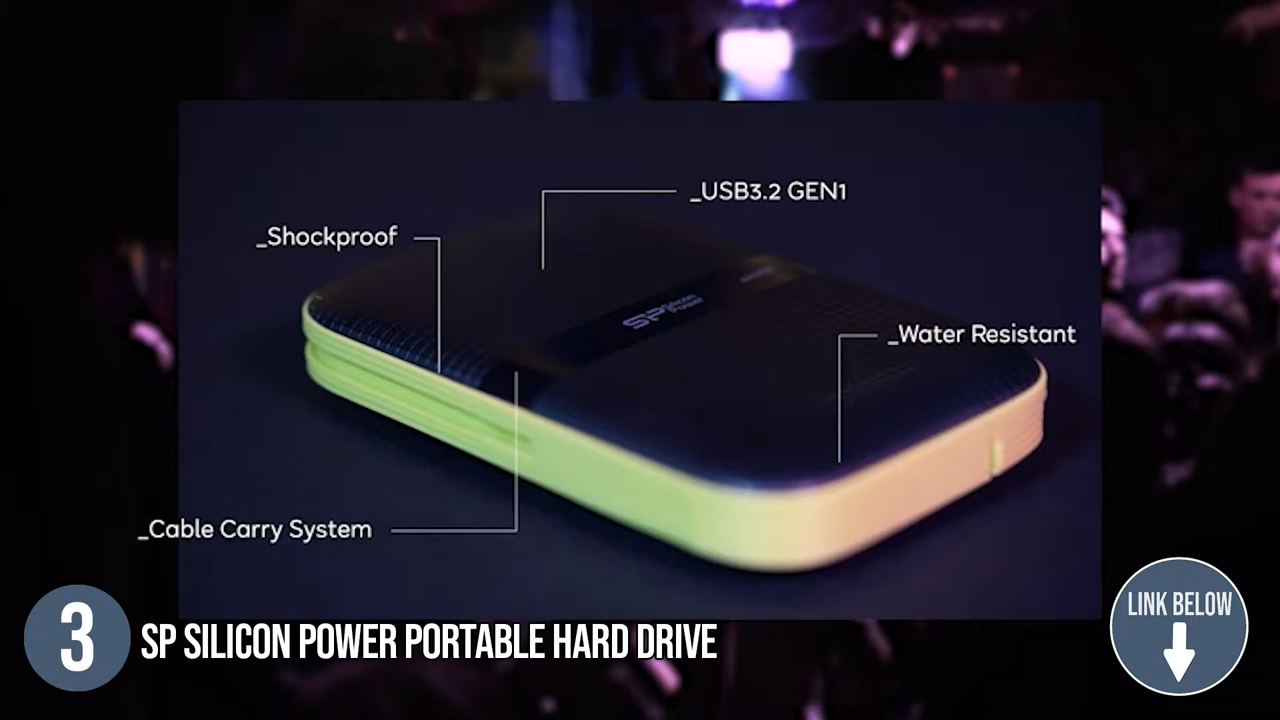 _USB3.2 GEN1
_Shockproof
SP Silicon Power
_Water Resistant
_Cable Carry System
3
SP SILICON POWER PORTABLE HARD DRIVE
LINK BELOW